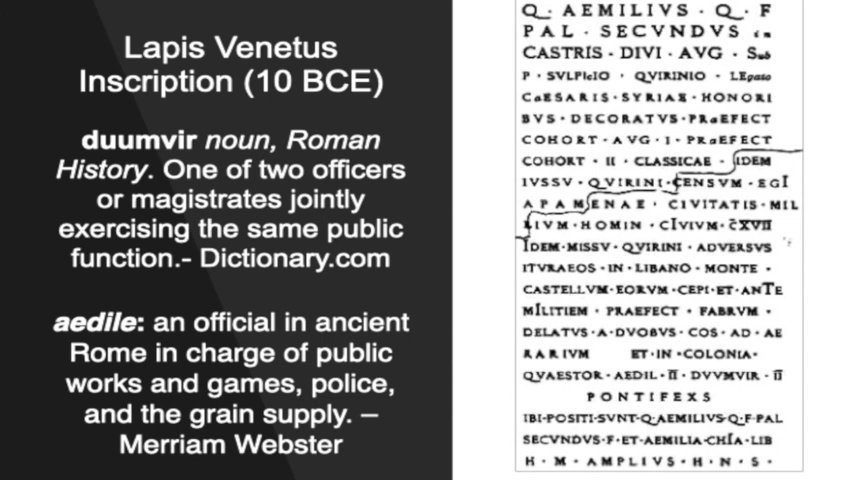 Lapis Venetus
Inscription (10 BCE)
duumvir noun, Roman
History. One of two officers
or magistrates jointly
exercising the same public
function.- Dictionary.com
aedile: an official in ancient
Rome in charge of public
works and games, police,
and the grain supply. –
Merriam Webster
Q · AEMILIVS · Q · F
PAL · SECVNDVS in
CASTRIS · DIVI · AVG · Sub
P · SVLPIcIO · QVIRINIO · LEgato
CaESARIS · SYRIAE · HONORI
BVS · DECORATVS · PRaEFECT
COHORT · AVG · I · PRaEFECT
COHORT · II · CLASSICAE · IDEM
IVSSV · QVIRINI · CENSVM · EGI
APAMENAE · CIVITATIS · MIL
LIVM · HOMIN · CIVIVM · CXVII
IDEM · MISSV · QVIRINI · ADVERSVS
ITVRAEOS · IN · LIBANO · MONTE ·
CASTELLVM · EORVM · CEPI · ET · ANTE
MILITIEM · PRAEFECT · FABRVM ·
DELATVS · A · DVOBVS · COS · AD · AE
RARIVM ET · IN · COLONIA ·
QVAESTOR · AEDIL · II · DVVMVIR · II
PONTIFEXS
IBI · POSITI · SVNT · Q · AEMILIVS · Q · F · PAL
SECVNDVS · F · ET · AEMILIA · CHIA · LIB
H · M · AMPLIVS · H · N · S ·